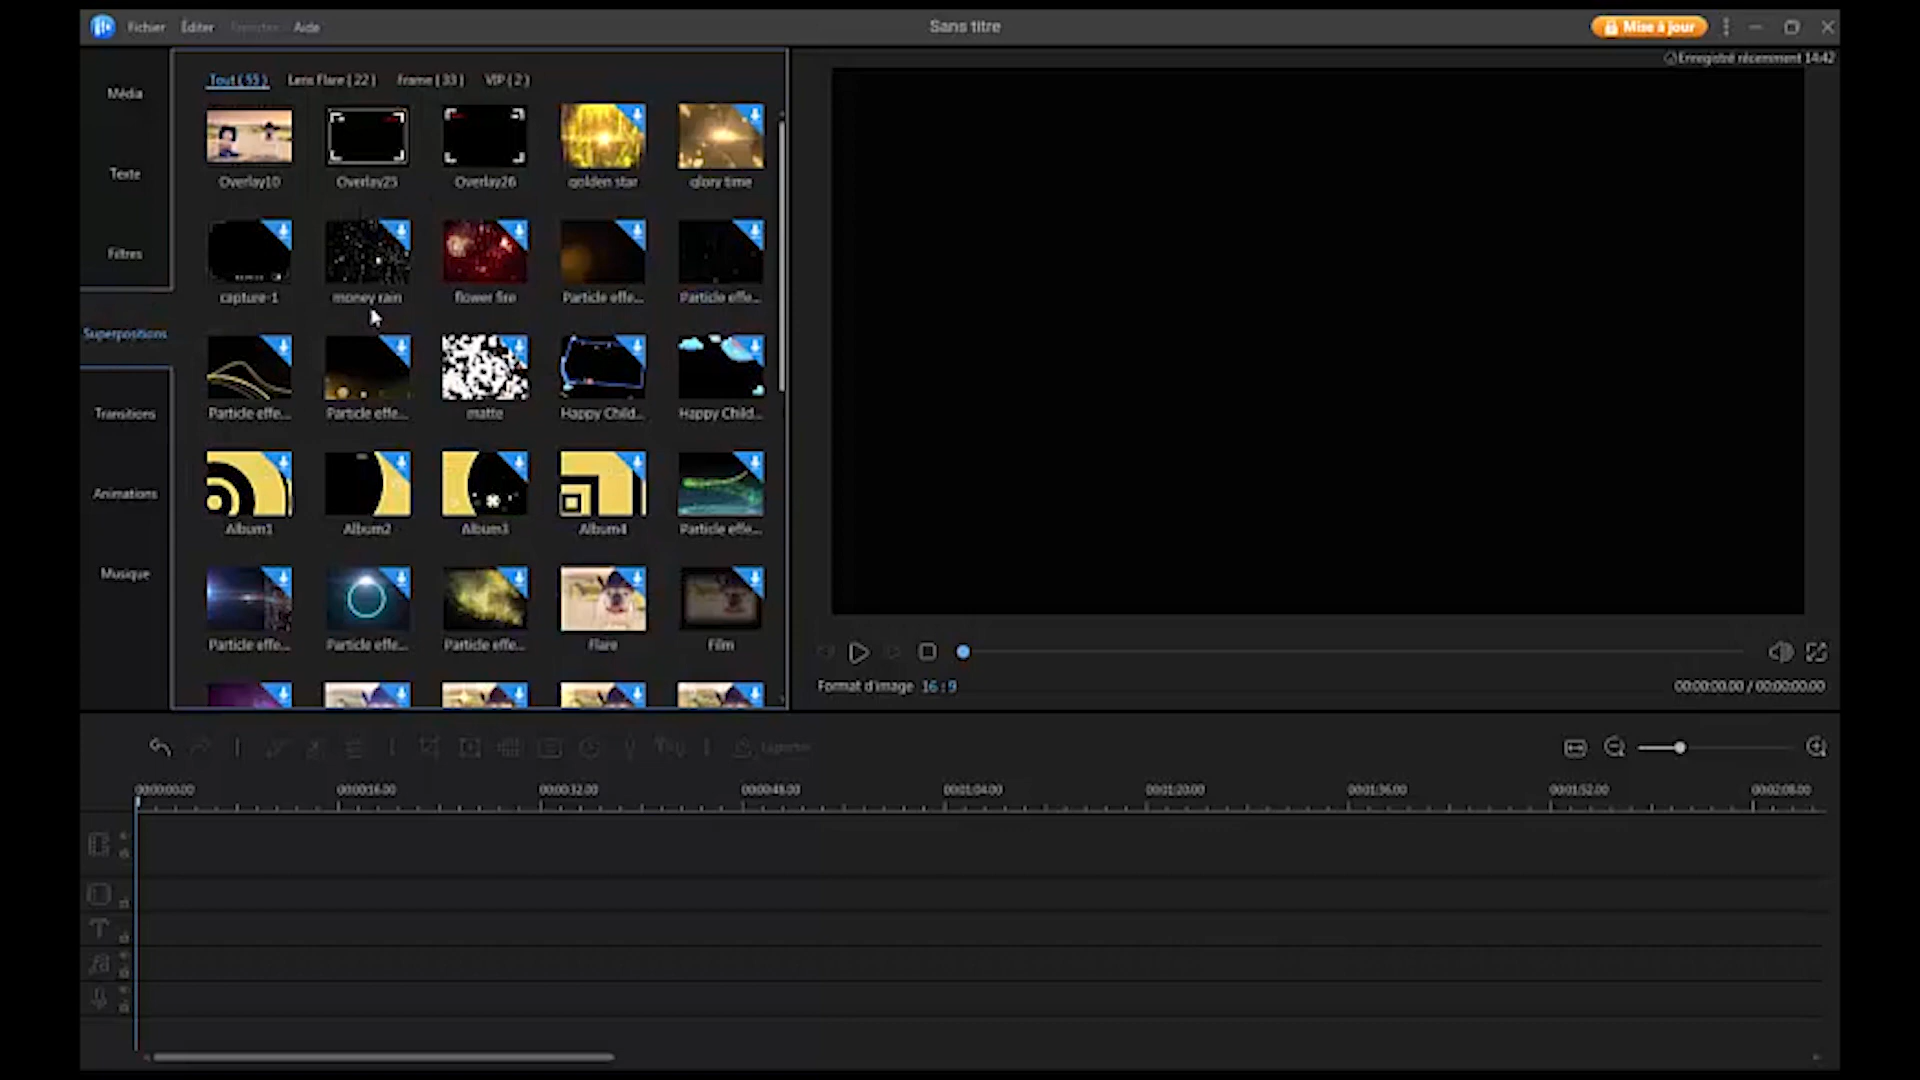 Fichier Éditer Aide
Sans titre
Mise à jour
Enregistré récemment 14:42
Média
Texte
Filtres
Superpositions
Transitions
Animations
Musique
Tout ( 55 ) Lens Flare ( 22 ) Frame ( 33 ) VIP ( 2 )
Overlay10 Overlay25 Overlay26 golden star glory time
capture-1 money rain flower fire Particle effe... Particle effe...
Particle effe... Particle effe... matte Happy Child... Happy Child...
Album1 Album2 Album3 Album4 Particle effe...
Particle effe... Particle effe... Particle effe... Flare Film
Format d'image 16 : 9
00:00:00.00 / 00:00:00.00
00:00:00.00 00:00:16.00 00:00:32.00 00:00:48.00 00:01:04.00 00:01:20.00 00:01:36.00 00:01:52.00 00:02:08.00